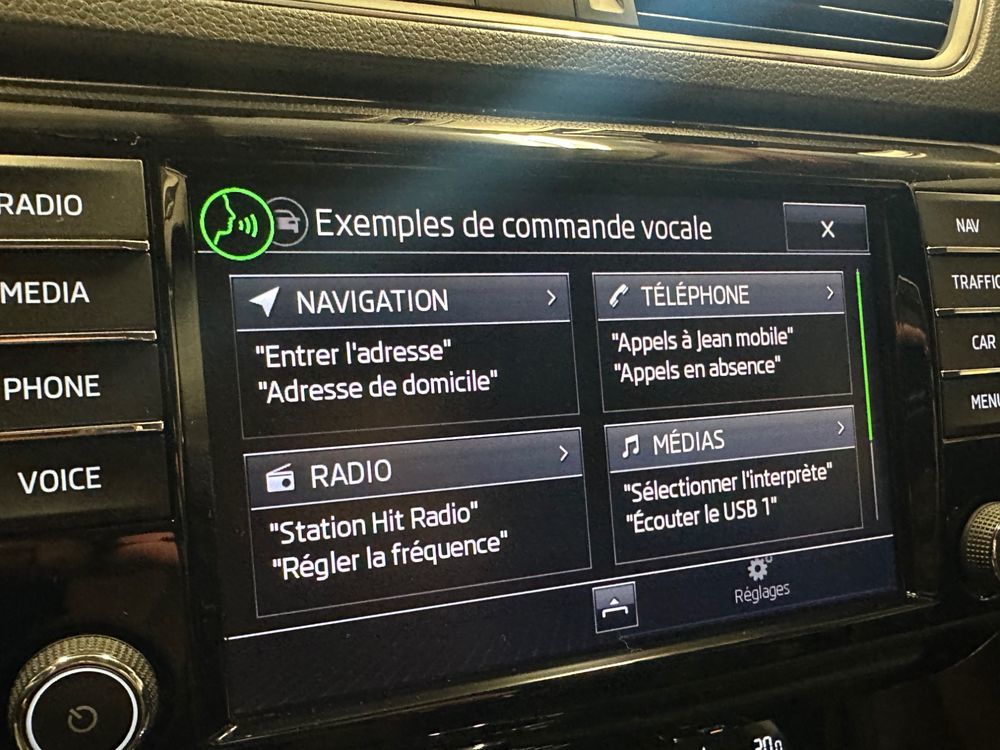 RADIO
MEDIA
PHONE
VOICE
Exemples de commande vocale
X
NAVIGATION
"Entrer l'adresse"
"Adresse de domicile"
TÉLÉPHONE
"Appels à Jean mobile"
"Appels en absence"
RADIO
"Station Hit Radio"
"Régler la fréquence"
MÉDIAS
"Sélectionner l'interprète"
"Écouter le USB 1"
Réglages
NAV
TRAFFIC
CAR
MENU